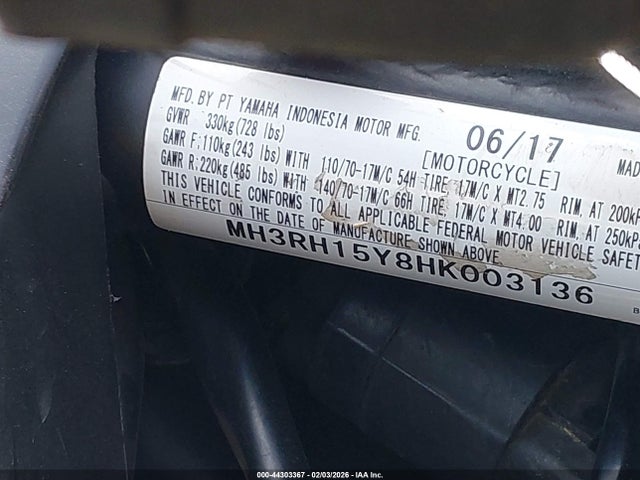 MFD. BY PT YAMAHA INDONESIA MOTOR MFG. 06/17 MAD
GVWR 330kg(728 lbs) [MOTORCYCLE]
GAWR F:110kg(243 lbs)WITH 110/70-17M/C 54H TIRE, 17M/C X MT2.75 RIM. AT 200K
GAWR R:220kg(485 lbs)WITH 140/70-17M/C 66H TIRE, 17M/C X MT4.00 RIM. AT 250kP
THIS VEHICLE CONFORMS TO ALL APPLICABLE FEDERAL MOTOR VEHICLE SAFET
IN EFFECT ON THE DATE OF MANUFACTURE SHOWN ABOVE
MH3RH15Y8HK003136
000-44303367 - 02/03/2026 - IAA Inc.